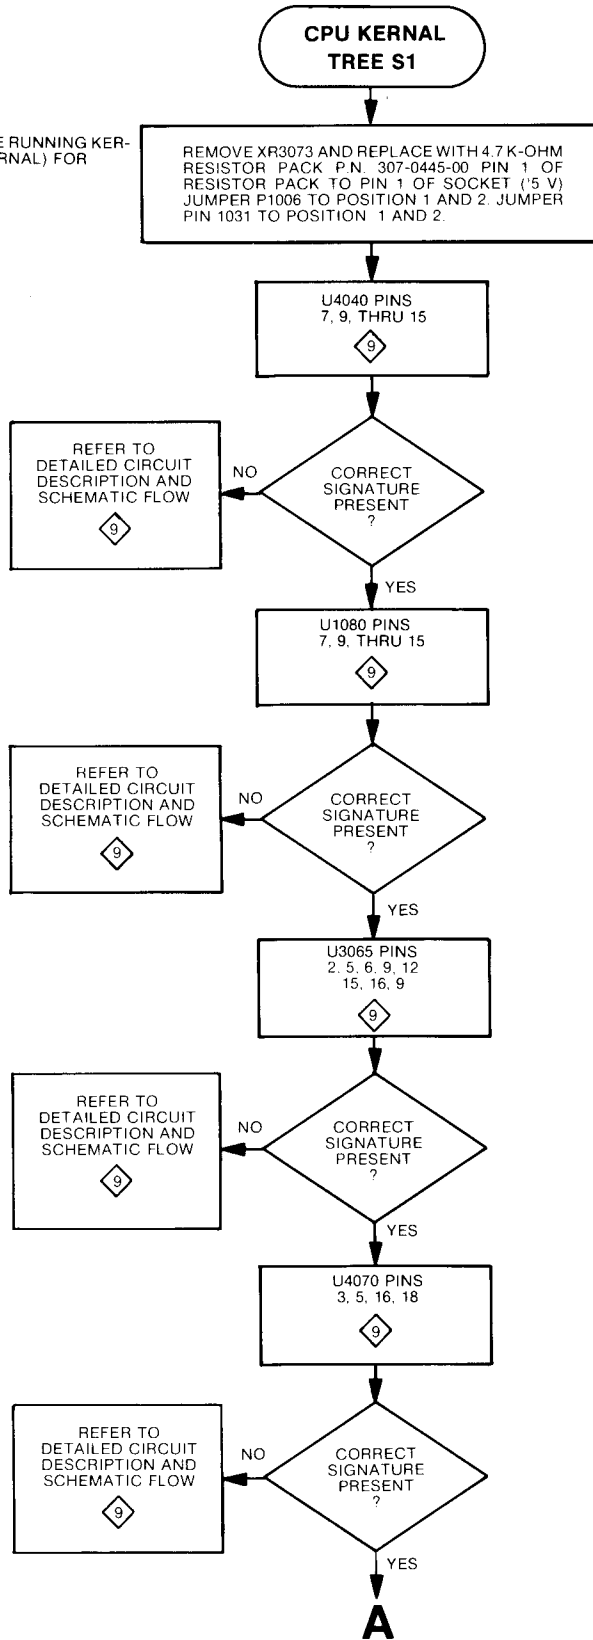 CPU KERNAL
TREE S1
E RUNNING KER-
RNAL) FOR
REMOVE XR3073 AND REPLACE WITH 4.7 K-OHM
RESISTOR PACK P.N. 307-0445-00 PIN 1 OF
RESISTOR PACK TO PIN 1 OF SOCKET ('5 V)
JUMPER P1006 TO POSITION 1 AND 2. JUMPER
PIN 1031 TO POSITION 1 AND 2.
U4040 PINS
7, 9, THRU 15
9
REFER TO
DETAILED CIRCUIT
DESCRIPTION AND
SCHEMATIC FLOW
9
NO
CORRECT
SIGNATURE
PRESENT
?
YES
U1080 PINS
7, 9, THRU 15
9
REFER TO
DETAILED CIRCUIT
DESCRIPTION AND
SCHEMATIC FLOW
9
NO
CORRECT
SIGNATURE
PRESENT
?
YES
U3065 PINS
2. 5, 6, 9, 12
15, 16, 9
9
REFER TO
DETAILED CIRCUIT
DESCRIPTION AND
SCHEMATIC FLOW
9
NO
CORRECT
SIGNATURE
PRESENT
?
YES
U4070 PINS
3, 5, 16, 18
9
REFER TO
DETAILED CIRCUIT
DESCRIPTION AND
SCHEMATIC FLOW
9
NO
CORRECT
SIGNATURE
PRESENT
?
YES
A